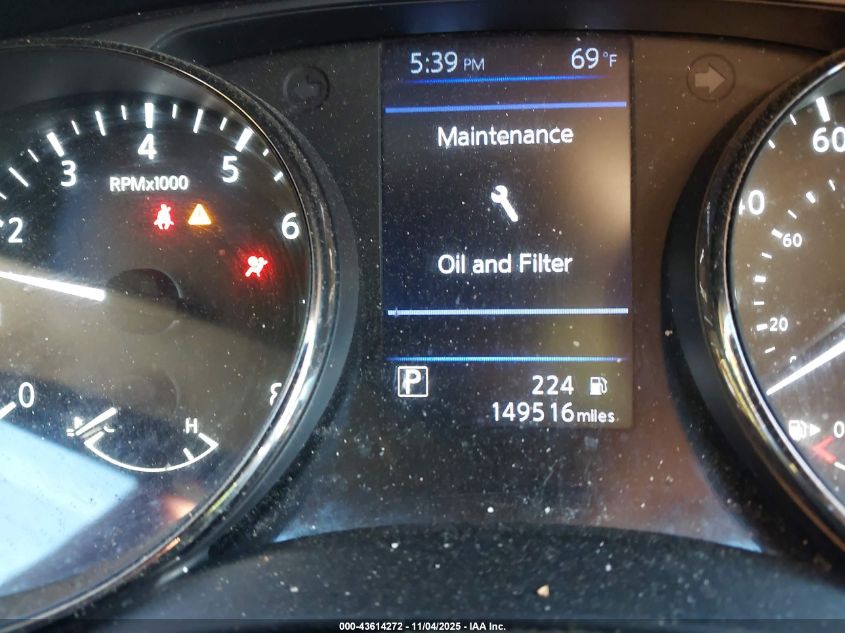 5:39 PM 69°F
Maintenance
Oil and Filter
P 224
149516 miles
2 3 4 5 6 8
RPMx1000
0 H
60
60
20
0
000-43614272 - 11/04/2025 - IAA Inc.